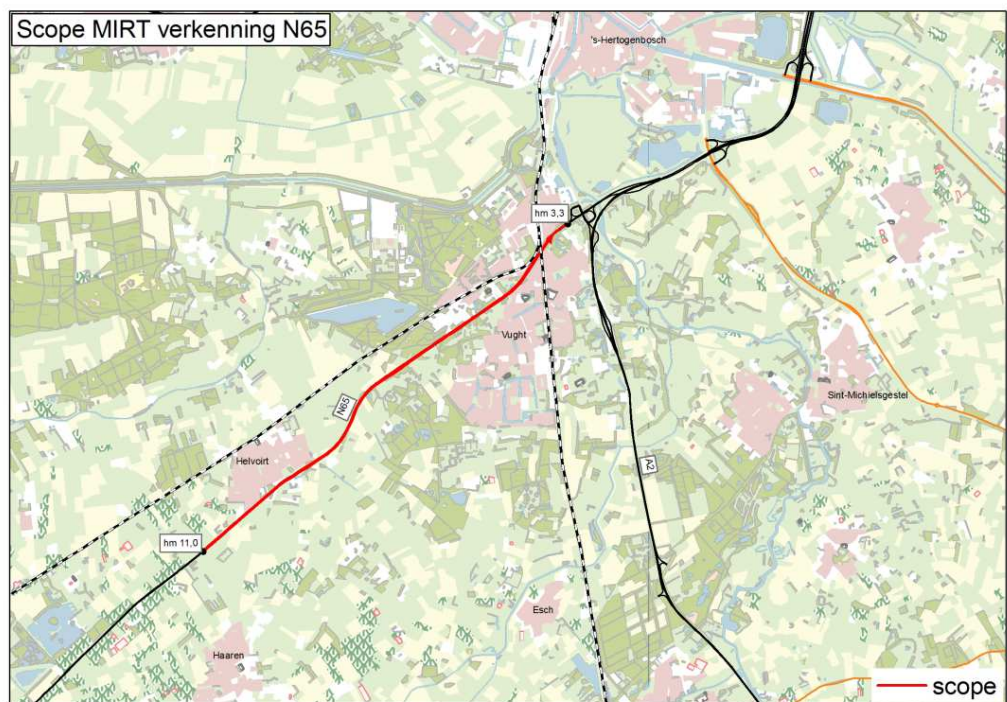 Scope MIRT verkenning N65
's-Hertogenbosch
hm 3,3
Vught
Sint-Michielsgestel
N65
Helvoirt
A2
hm 11,0
Esch
Haaren
scope